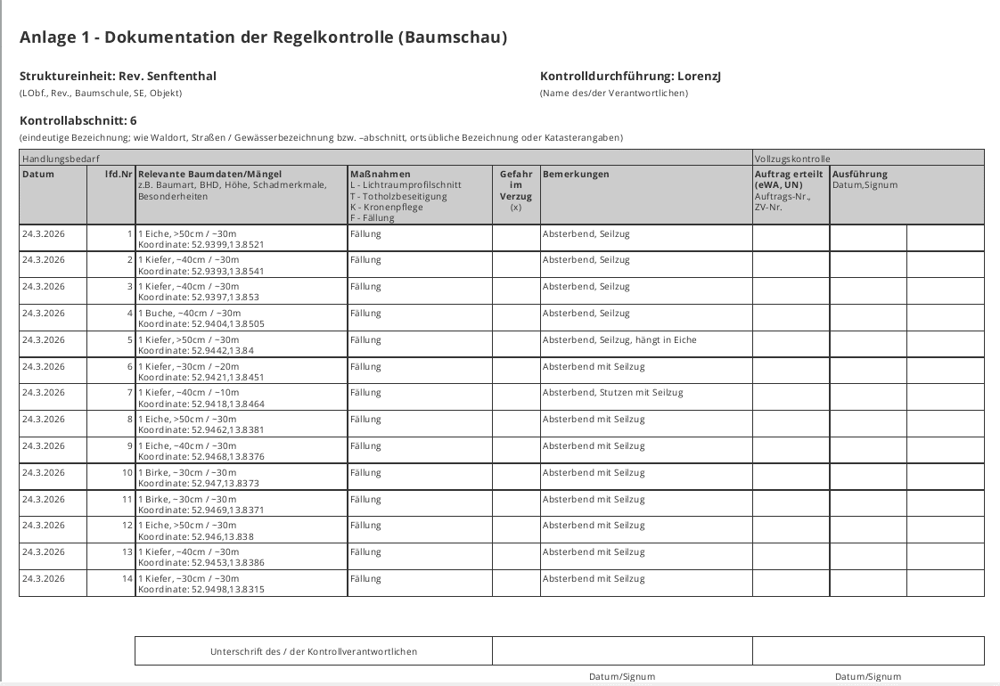 Anlage 1 - Dokumentation der Regelkontrolle (Baumschau)
Struktureinheit: Rev. Senftenthal
Kontrolldurchführung: LorenzJ
(LObf., Rev., Baumschule, SE, Objekt)
(Name des/der Verantwortlichen)
Kontrollabschnitt: 6
(eindeutige Bezeichnung; wie Waldort, Straßen / Gewässerbezeichnung bzw. –abschnitt, ortsübliche Bezeichnung oder Katasterangaben)
Handlungsbedarf
Vollzugskontrolle
Datum
lfd.Nr
Relevante Baumdaten/Mängel
z.B. Baumart, BHD, Höhe, Schadmerkmale,
Besonderheiten
Maßnahmen
L - Lichtraumprofilschnitt
T - Totholzbeseitigung
K - Kronenpflege
F - Fällung
Gefahr
im
Verzug
(x)
Bemerkungen
Auftrag erteilt
(eWA, UN)
Auftrags-Nr.,
ZV-Nr.
Ausführung
Datum,Signum
24.3.2026 1 1 Eiche, >50cm / ~30m Fällung Absterbend, Seilzug
Koordinate: 52.9399,13.8521
24.3.2026 2 1 Kiefer, ~40cm / ~30m Fällung Absterbend, Seilzug
Koordinate: 52.9393,13.8541
24.3.2026 3 1 Kiefer, ~40cm / ~30m Fällung Absterbend, Seilzug
Koordinate: 52.9397,13.853
24.3.2026 4 1 Buche, ~40cm / ~30m Fällung Absterbend, Seilzug
Koordinate: 52.9404,13.8505
24.3.2026 5 1 Kiefer, >50cm / ~30m Fällung Absterbend, Seilzug, hängt in Eiche
Koordinate: 52.9442,13.84
24.3.2026 6 1 Kiefer, ~30cm / ~20m Fällung Absterbend mit Seilzug
Koordinate: 52.9421,13.8451
24.3.2026 7 1 Kiefer, ~40cm / ~10m Fällung Absterbend, Stutzen mit Seilzug
Koordinate: 52.9418,13.8464
24.3.2026 8 1 Eiche, >50cm / ~30m Fällung Absterbend mit Seilzug
Koordinate: 52.9462,13.8381
24.3.2026 9 1 Eiche, ~40cm / ~30m Fällung Absterbend mit Seilzug
Koordinate: 52.9468,13.8376
24.3.2026 10 1 Birke, ~30cm / ~30m Fällung Absterbend mit Seilzug
Koordinate: 52.947,13.8373
24.3.2026 11 1 Birke, ~30cm / ~30m Fällung Absterbend mit Seilzug
Koordinate: 52.9469,13.8371
24.3.2026 12 1 Eiche, >50cm / ~30m Fällung Absterbend mit Seilzug
Koordinate: 52.946,13.838
24.3.2026 13 1 Kiefer, ~40cm / ~30m Fällung Absterbend mit Seilzug
Koordinate: 52.9453,13.8386
24.3.2026 14 1 Kiefer, ~30cm / ~30m Fällung Absterbend mit Seilzug
Koordinate: 52.9498,13.8315
Unterschrift des / der Kontrollverantwortlichen
Datum/Signum
Datum/Signum